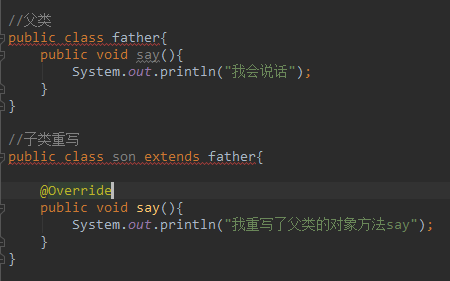 //父类
public class father{
public void say(){
System.out.println("我会说话");
}
}
//子类重写
public class son extends father{
@Override
public void say(){
System.out.println("我重写了父类的对象方法say");
}
}